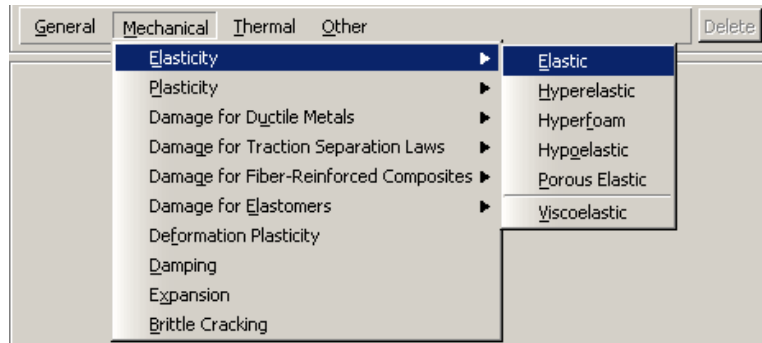 General Mechanical Thermal Other Delete
Elasticity
Plasticity
Damage for Ductile Metals
Damage for Traction Separation Laws
Damage for Fiber-Reinforced Composites
Damage for Elastomers
Deformation Plasticity
Damping
Expansion
Brittle Cracking
Elastic
Hyperelastic
Hyperfoam
Hypoelastic
Porous Elastic
Viscoelastic